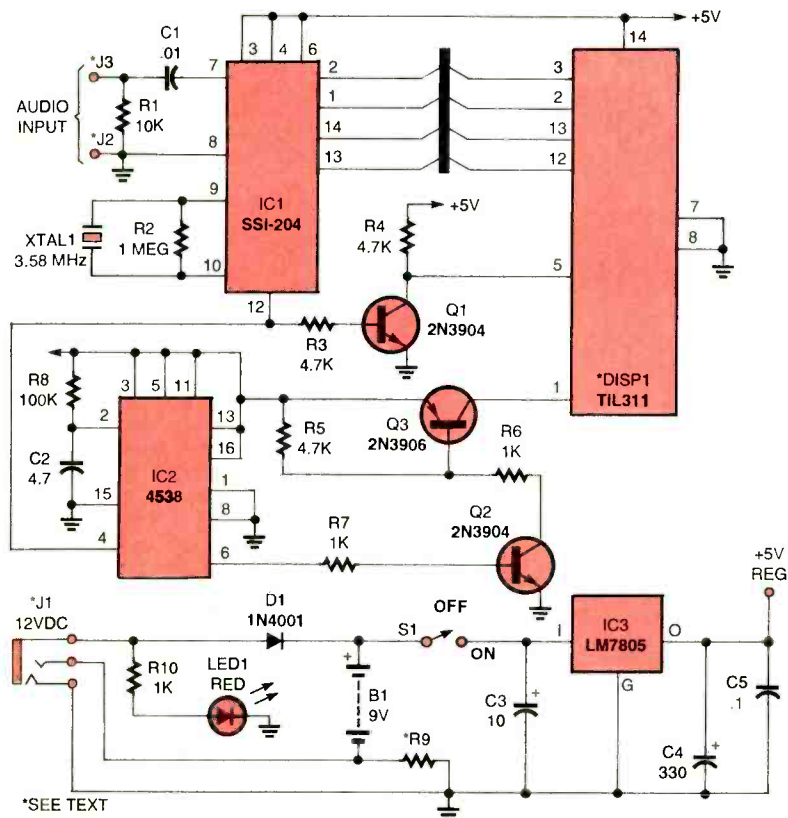 +5V
14
C1
.01
3 4 6
*J3
7
2
3
AUDIO
INPUT
R1
10K
1
2
14
13
*J2
8
13
12
IC1
SSI-204
9
R4
4.7K
+5V
7
8
XTAL1
3.58 MHz
R2
1 MEG
10
5
12
Q1
2N3904
R3
4.7K
*DISP1
TIL311
R8
100K
3 5 11
1
2
13
R5
4.7K
Q3
2N3906
R6
1K
16
C2
4.7
IC2
4538
1
15
8
Q2
2N3904
4
6
R7
1K
+5V
REG
*J1
12VDC
D1
1N4001
OFF
S1
ON
I
IC3
LM7805
O
R10
1K
LED1
RED
+
B1
9V
G
C3
10
+
C5
.1
*R9
C4
330
+
*SEE TEXT